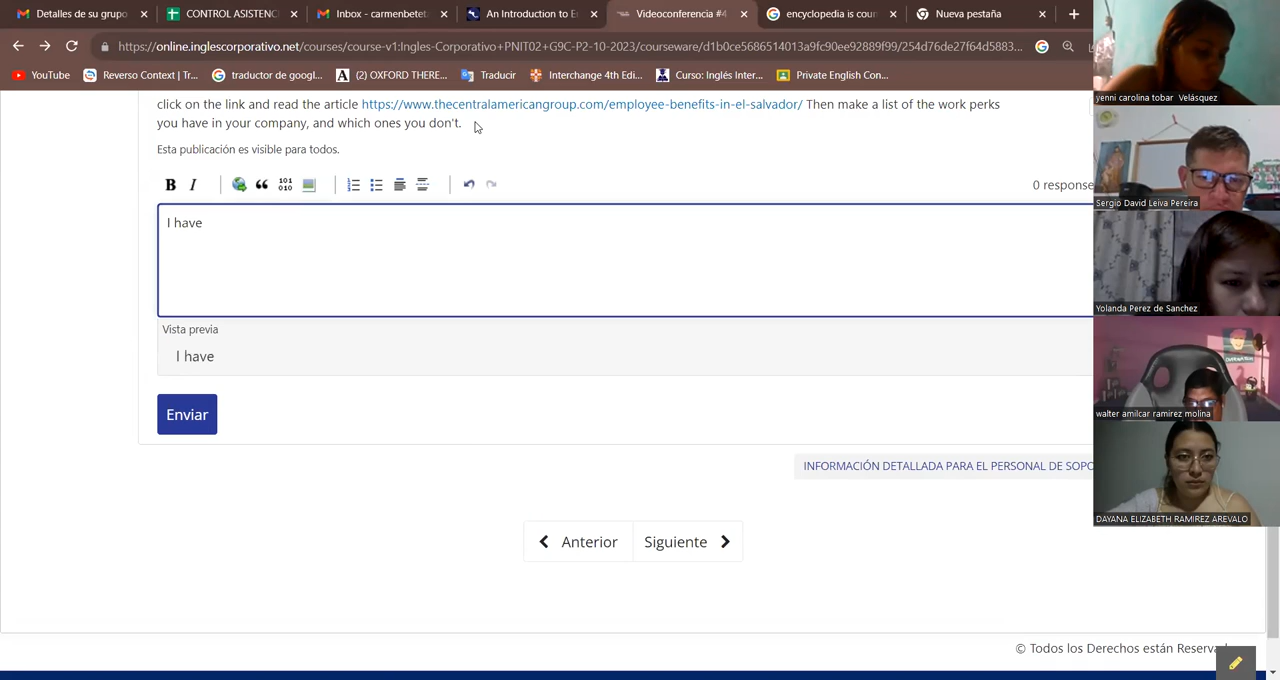 Detalles de su grupo
CONTROL ASISTENC
Inbox - carmenbetet
An Introduction to E
Videoconferencia #4
encyclopedia is coun
Nueva pestaña
https://online.inglescorporativo.net/courses/course-v1:Ingles-Corporativo+PNIT02+G9C-P2-10-2023/courseware/d1b0ce5686514013a9fc90ee92889f99/254d76de27f64d5883...
YouTube
Reverso Context | Tr...
traductor de googl...
(2) OXFORD THERE...
Traducir
Interchange 4th Edi...
Curso: Inglés Inter...
Private English Con...
click on the link and read the article https://www.thecentralamericangroup.com/employee-benefits-in-el-salvador/ Then make a list of the work perks
you have in your company, and which ones you don't.
Esta publicación es visible para todos.
B I
101
010
0 response
I have
Vista previa
I have
Enviar
INFORMACIÓN DETALLADA PARA EL PERSONAL DE SOPO
Anterior
Siguiente
© Todos los Derechos están Reserva
yenni carolina tobar Velásquez
Sergio David Leiva Pereira
Yolanda Perez de Sanchez
walter amilcar ramirez molina
DAYANA ELIZABETH RAMIREZ AREVALO